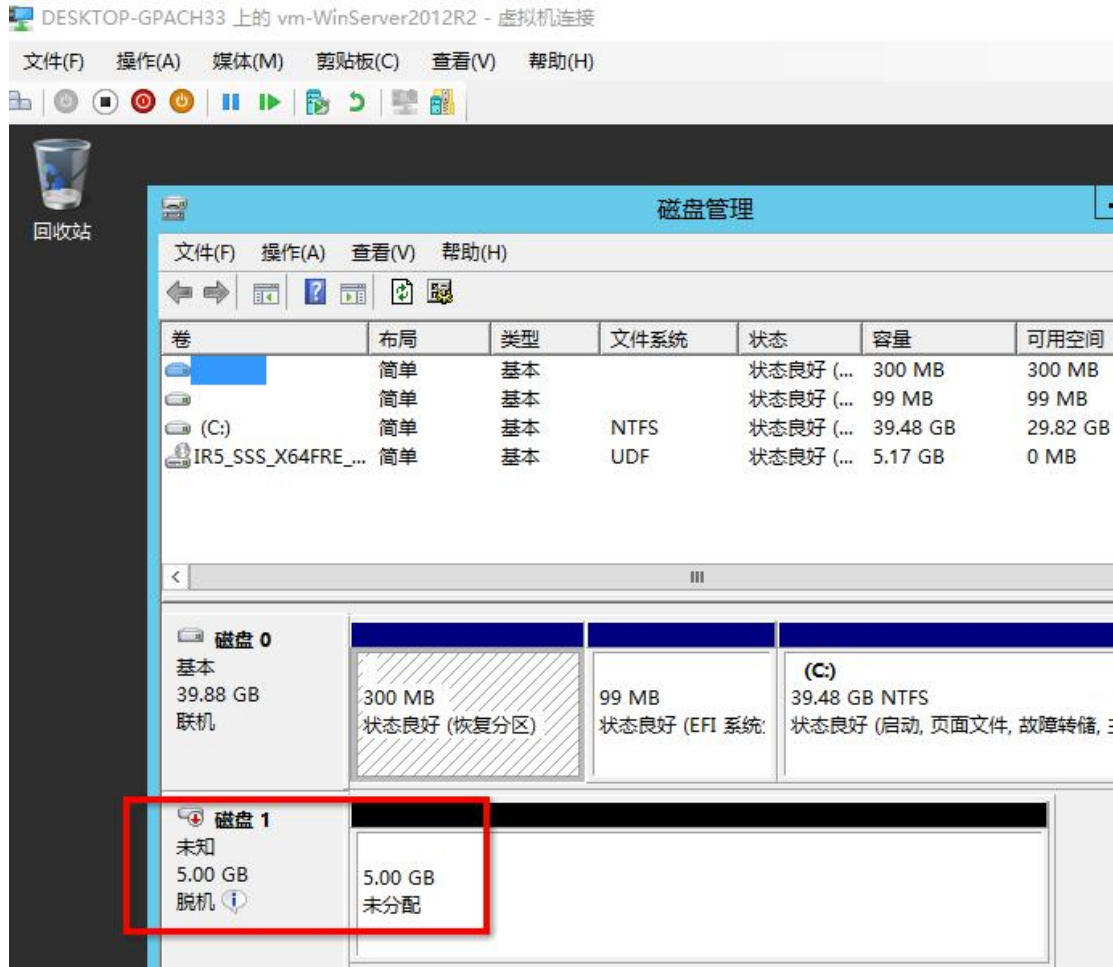 DESKTOP-GPACH33 上的 vm-WinServer2012R2 - 虚拟机连接
文件(F) 操作(A) 媒体(M) 剪贴板(C) 查看(V) 帮助(H)
回收站
磁盘管理
文件(F) 操作(A) 查看(V) 帮助(H)
卷 布局 类型 文件系统 状态 容量 可用空间
简单 基本 状态良好 (... 300 MB 300 MB
简单 基本 状态良好 (... 99 MB 99 MB
(C:) 简单 基本 NTFS 状态良好 (... 39.48 GB 29.82 GB
IR5_SSS_X64FRE_... 简单 基本 UDF 状态良好 (... 5.17 GB 0 MB
磁盘 0
基本
39.88 GB
联机
300 MB
状态良好 (恢复分区)
99 MB
状态良好 (EFI 系统
(C:)
39.48 GB NTFS
状态良好 (启动, 页面文件, 故障转储,
磁盘 1
未知
5.00 GB
脱机
5.00 GB
未分配